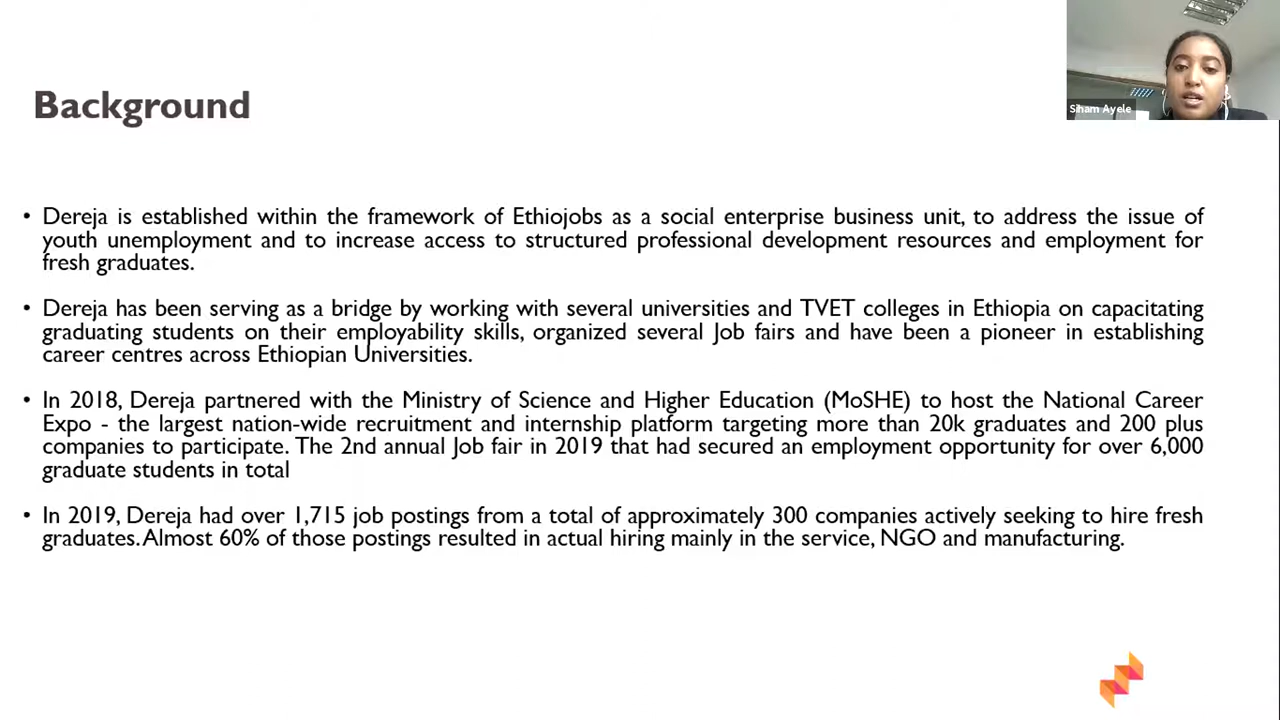 Background
Siham Ayele
• Dereja is established within the framework of Ethiojobs as a social enterprise business unit, to address the issue of
youth unemployment and to increase access to structured professional development resources and employment for
fresh graduates.
• Dereja has been serving as a bridge by working with several universities and TVET colleges in Ethiopia on capacitating
graduating students on their employability skills, organized several Job fairs and have been a pioneer in establishing
career centres across Ethiopian Universities.
• In 2018, Dereja partnered with the Ministry of Science and Higher Education (MoSHE) to host the National Career
Expo - the largest nation-wide recruitment and internship platform targeting more than 20k graduates and 200 plus
companies to participate. The 2nd annual Job fair in 2019 that had secured an employment opportunity for over 6,000
graduate students in total
• In 2019, Dereja had over 1,715 job postings from a total of approximately 300 companies actively seeking to hire fresh
graduates. Almost 60% of those postings resulted in actual hiring mainly in the service, NGO and manufacturing.